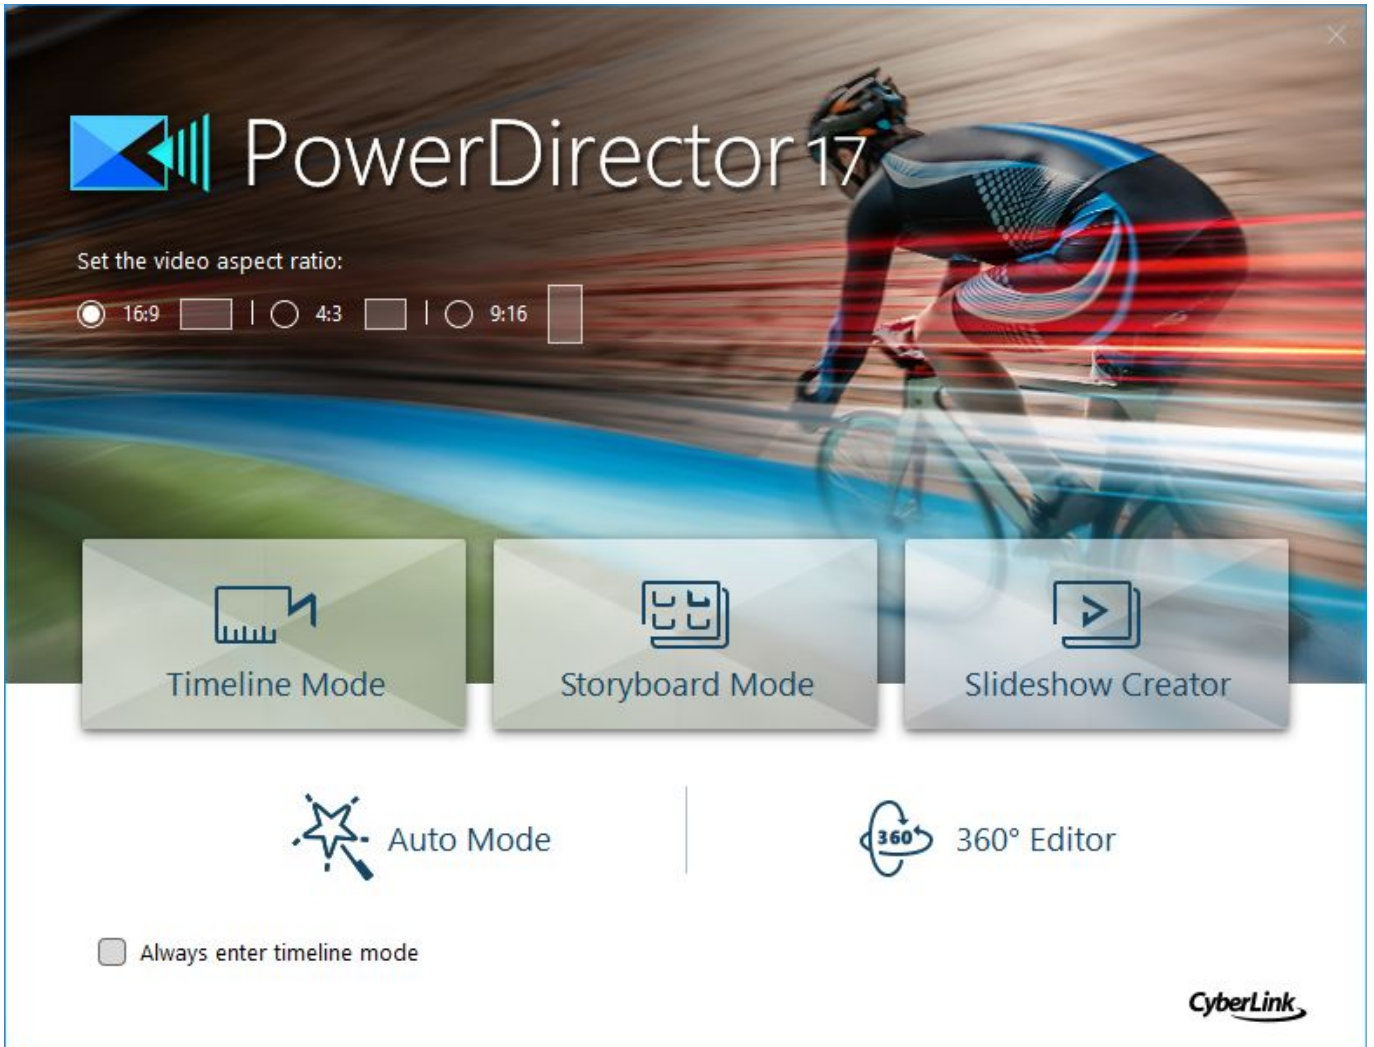 PowerDirector 17
Set the video aspect ratio:
16:9 | 4:3 | 9:16
Timeline Mode
Storyboard Mode
Slideshow Creator
Auto Mode
360
360° Editor
Always enter timeline mode
CyberLink